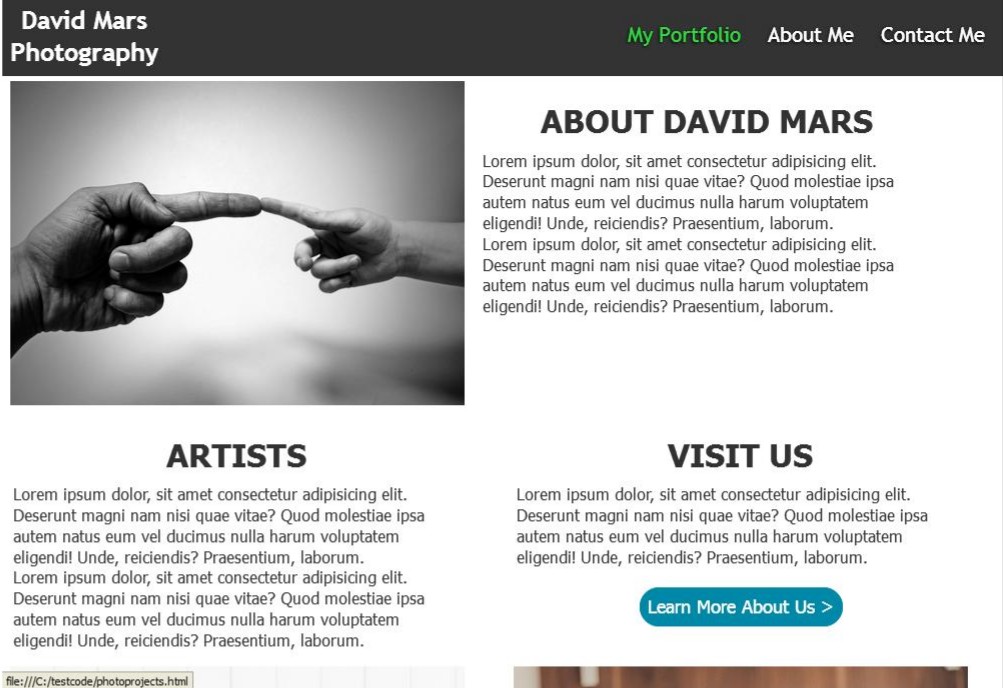 David Mars
Photography
My Portfolio About Me Contact Me
ABOUT DAVID MARS
Lorem ipsum dolor, sit amet consectetur adipisicing elit.
Deserunt magni nam nisi quae vitae? Quod molestiae ipsa
autem natus eum vel ducimus nulla harum voluptatem
eligendi! Unde, reiciendis? Praesentium, laborum.
Lorem ipsum dolor, sit amet consectetur adipisicing elit.
Deserunt magni nam nisi quae vitae? Quod molestiae ipsa
autem natus eum vel ducimus nulla harum voluptatem
eligendi! Unde, reiciendis? Praesentium, laborum.
ARTISTS
Lorem ipsum dolor, sit amet consectetur adipisicing elit.
Deserunt magni nam nisi quae vitae? Quod molestiae ipsa
autem natus eum vel ducimus nulla harum voluptatem
eligendi! Unde, reiciendis? Praesentium, laborum.
Lorem ipsum dolor, sit amet consectetur adipisicing elit.
Deserunt magni nam nisi quae vitae? Quod molestiae ipsa
autem natus eum vel ducimus nulla harum voluptatem
eligendi! Unde, reiciendis? Praesentium, laborum.
VISIT US
Lorem ipsum dolor, sit amet consectetur adipisicing elit.
Deserunt magni nam nisi quae vitae? Quod molestiae ipsa
autem natus eum vel ducimus nulla harum voluptatem
eligendi! Unde, reiciendis? Praesentium, laborum.
Learn More About Us >
file:///C:/testcode/photoprojects.html